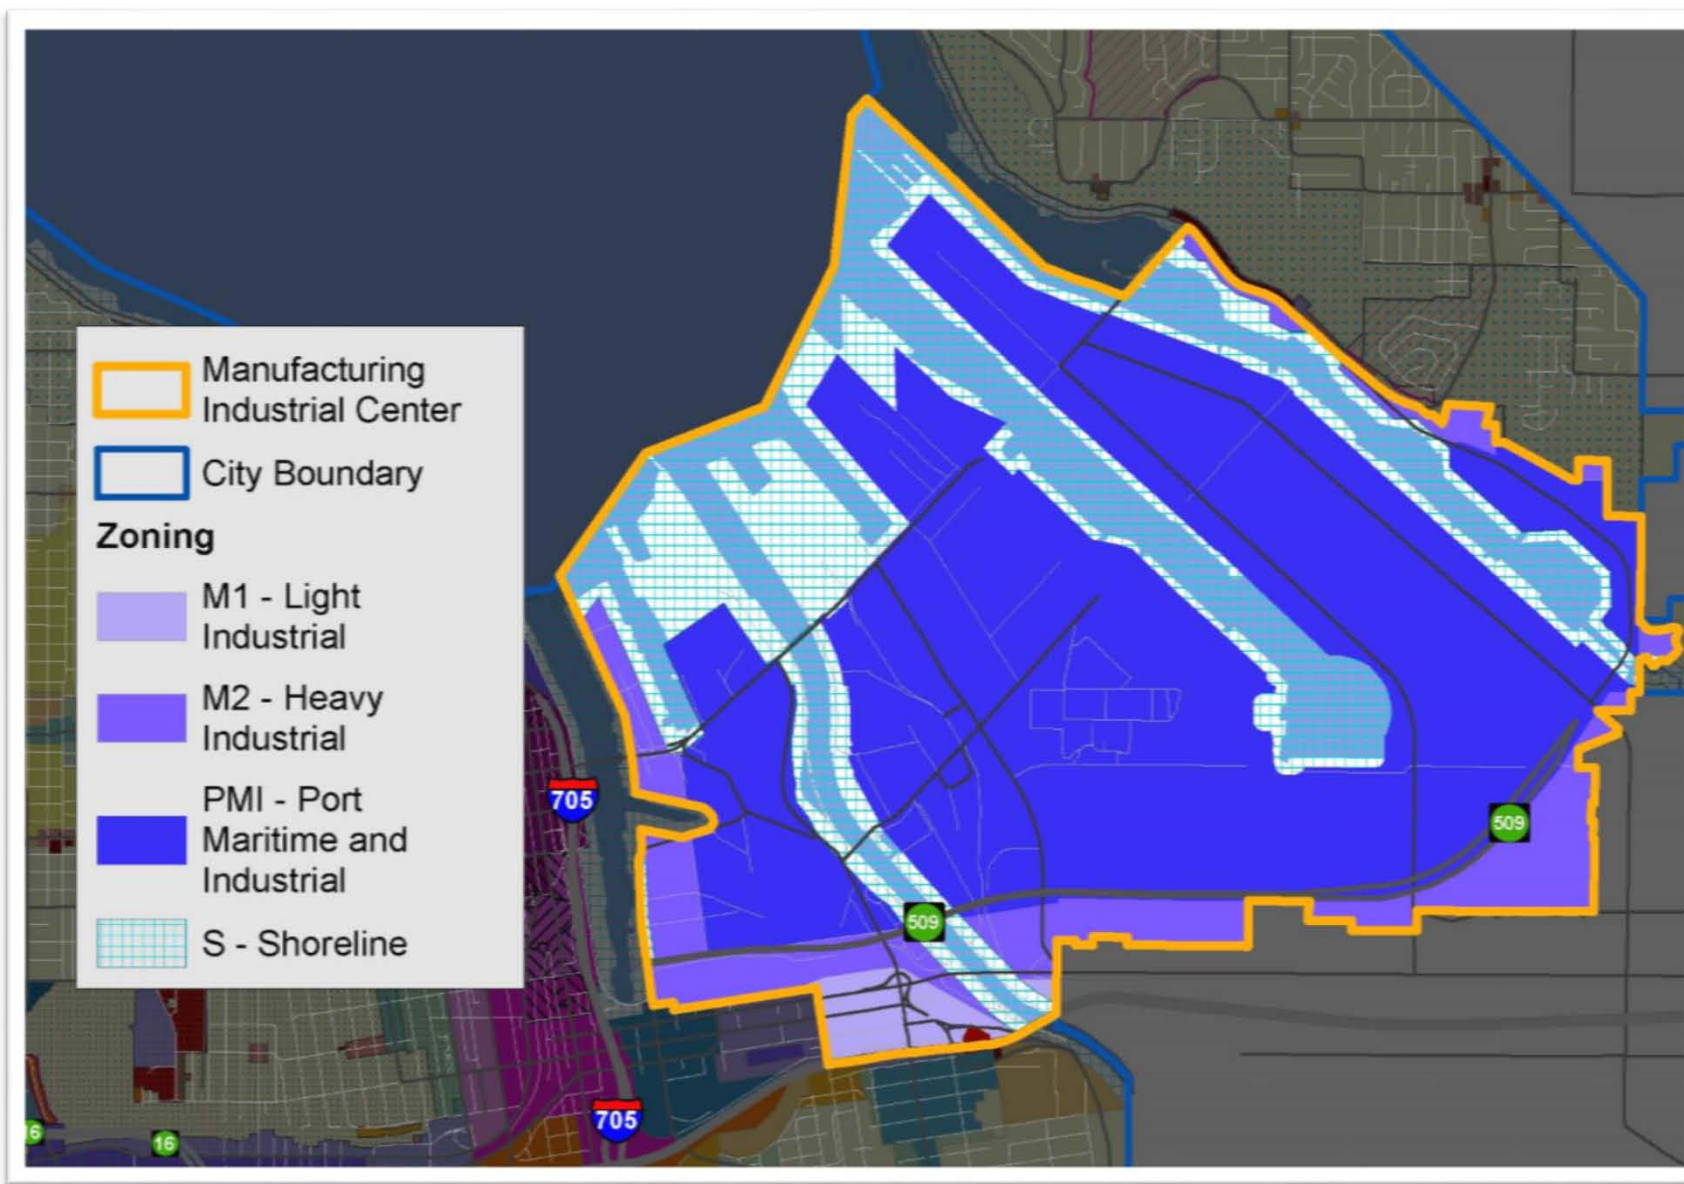 Manufacturing
Industrial Center
City Boundary
Zoning
M1 - Light
Industrial
M2 - Heavy
Industrial
PMI - Port
Maritime and
Industrial
S - Shoreline
705
509
509
705
16
16